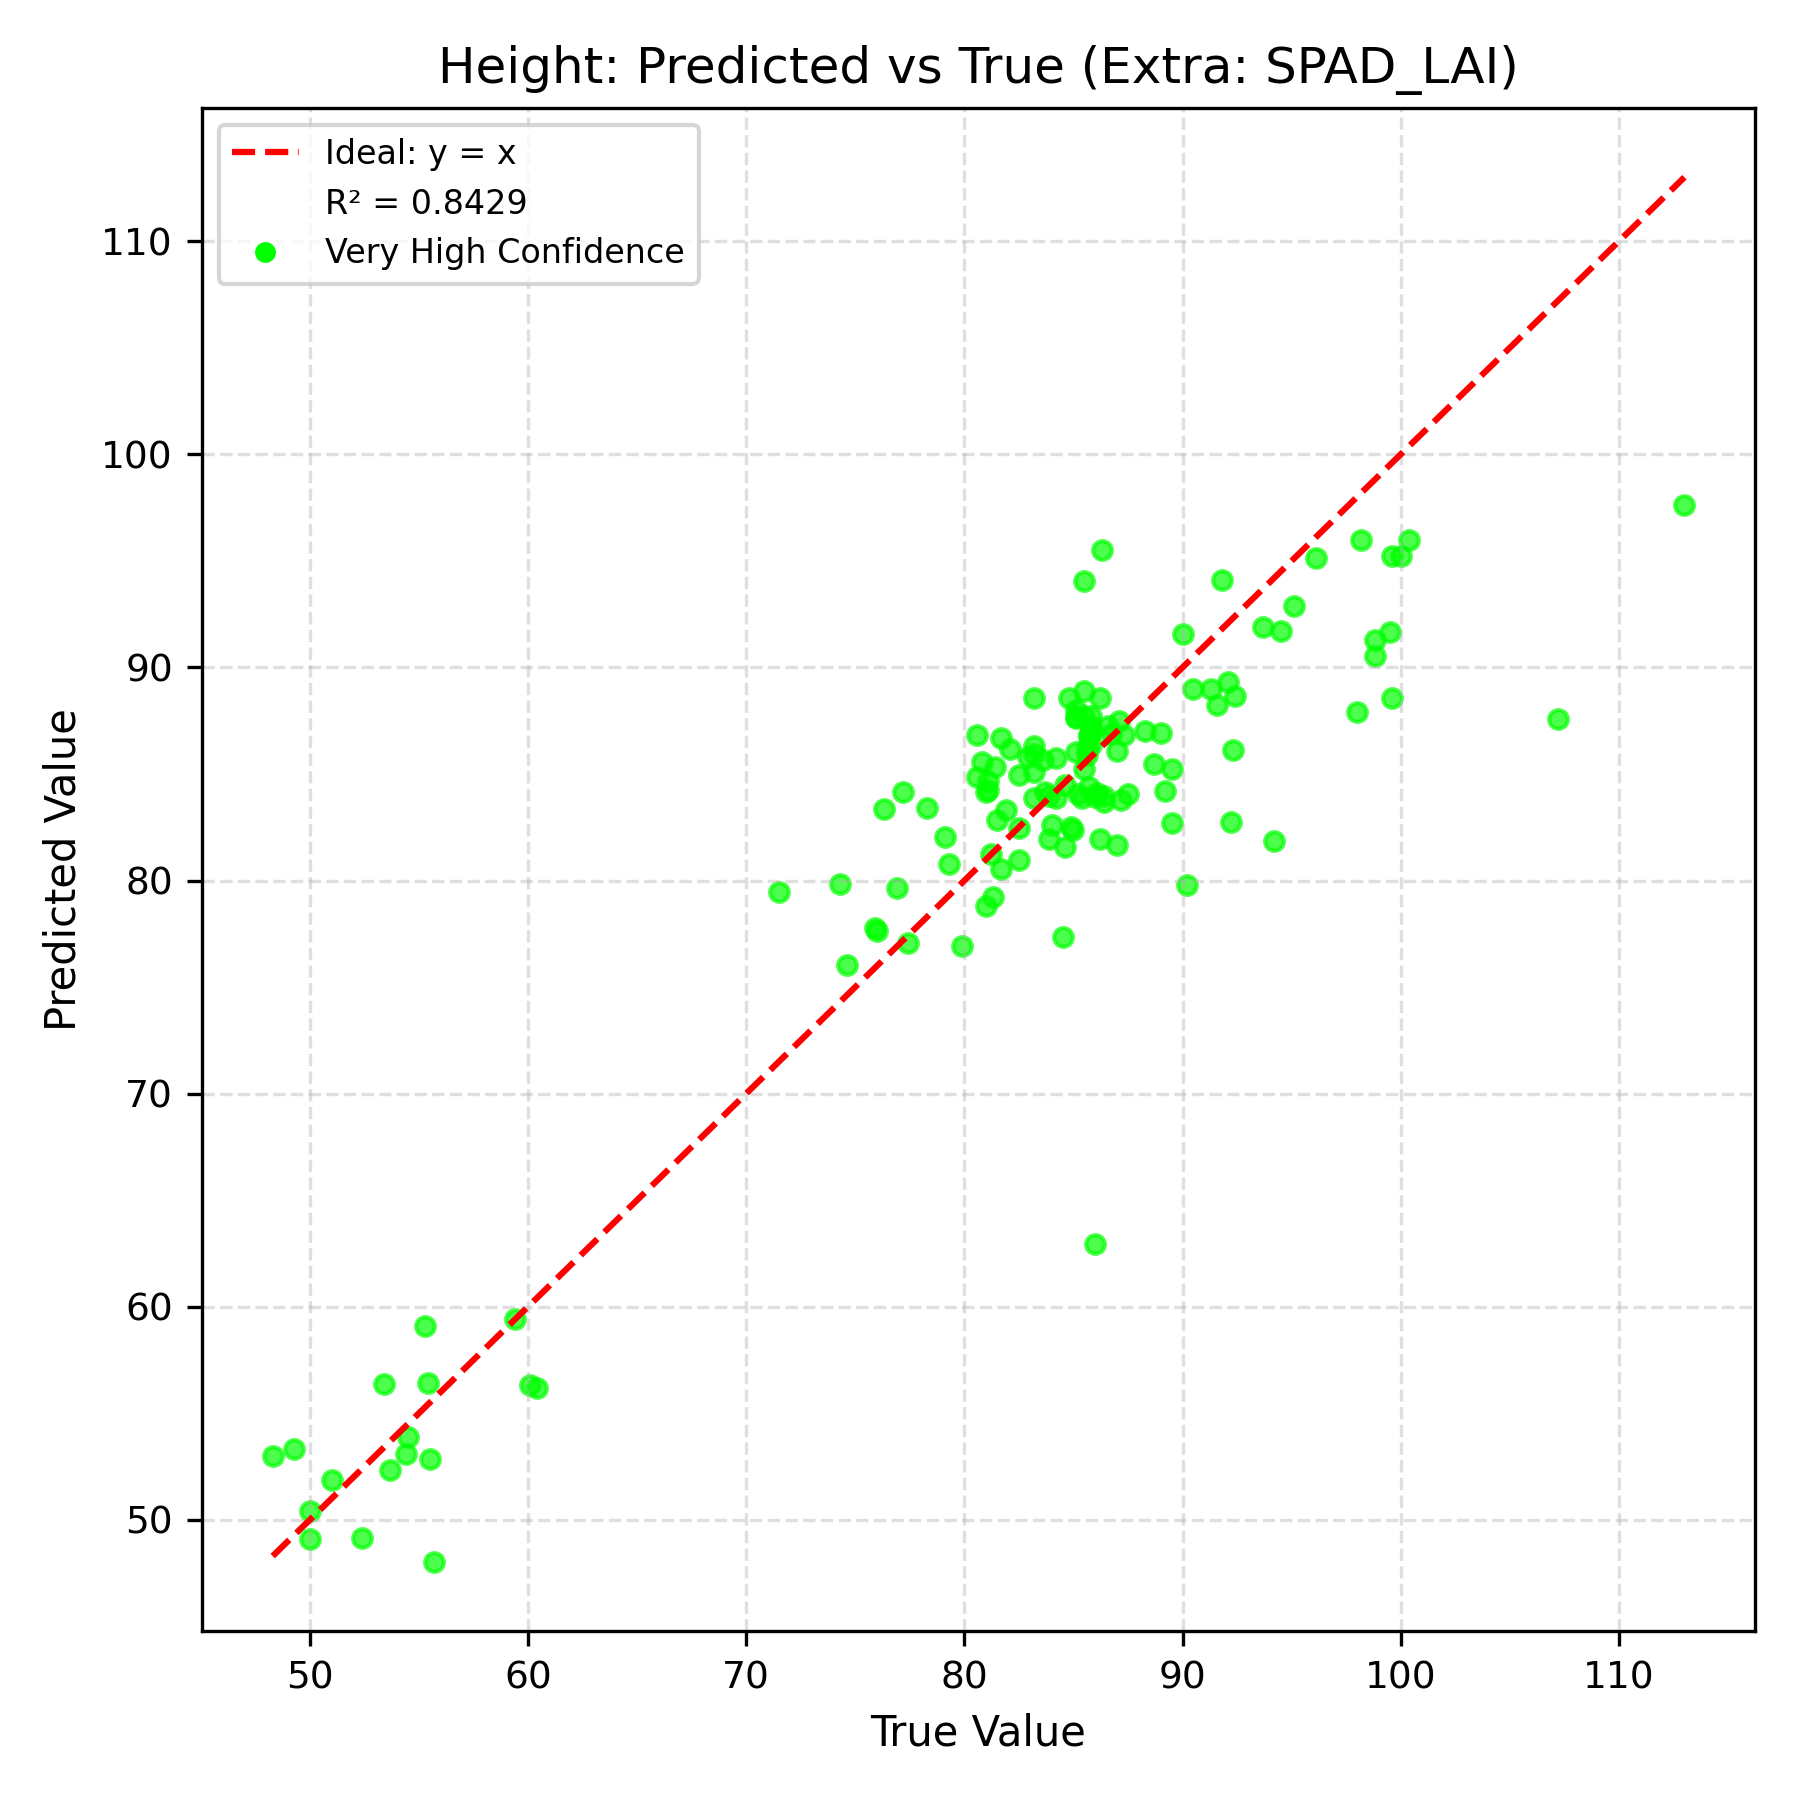 Height: Predicted vs True (Extra: SPAD_LAI)
Ideal: y = x
R² = 0.8429
Very High Confidence
110
100
90
80
70
60
50
Predicted Value
50 60 70 80 90 100 110
True Value